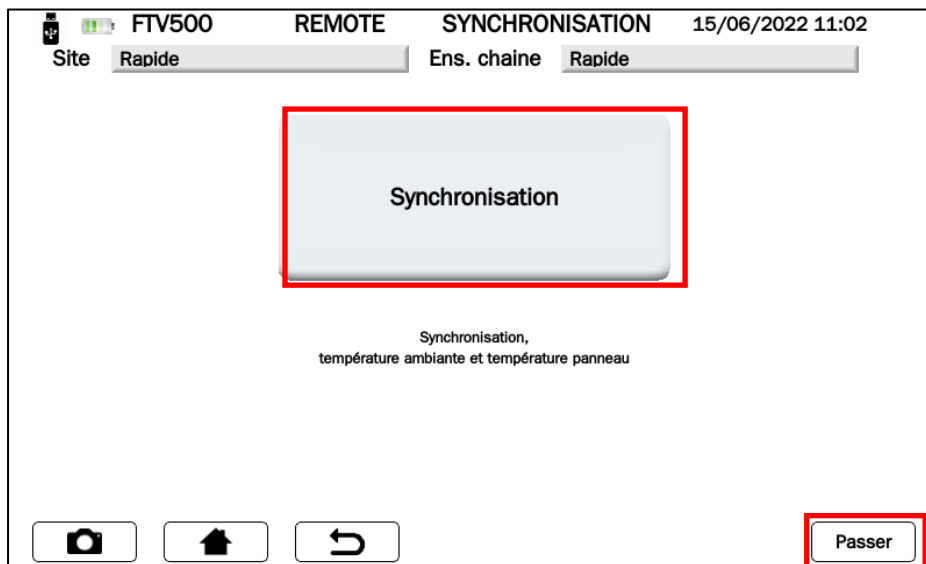 FTV500 REMOTE SYNCHRONISATION 15/06/2022 11:02
Site Rapide Ens. chaine Rapide
Synchronisation
Synchronisation,
température ambiante et température panneau
Passer